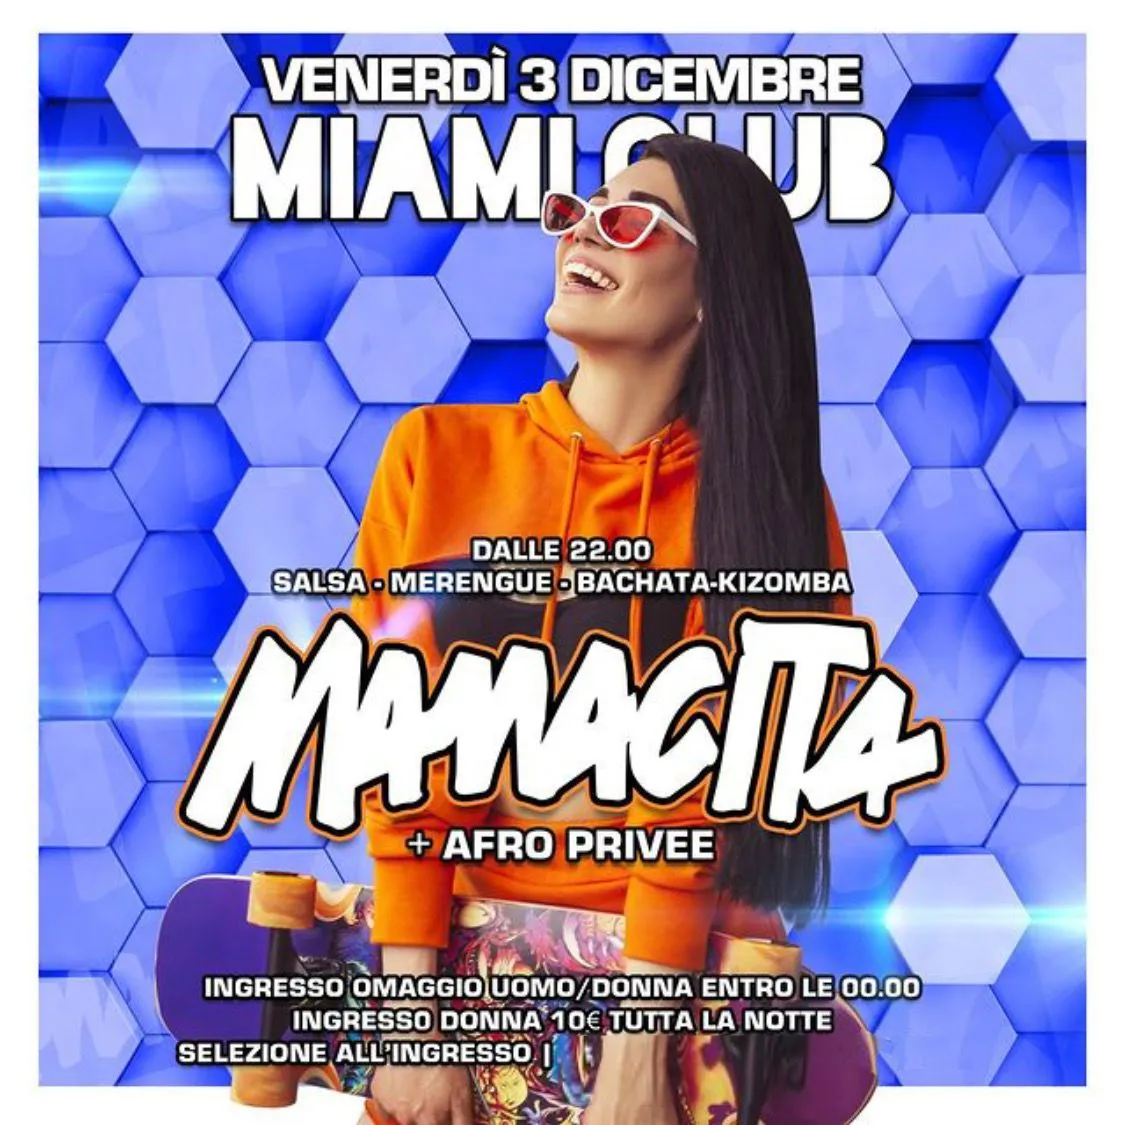 VENERDÌ 3 DICEMBRE
MIAMI CLUB
DALLE 22.00
SALSA - MERENGUE - BACHATA-KIZOMBA
MAMACITA
+ AFRO PRIVEE
INGRESSO OMAGGIO UOMO/DONNA ENTRO LE 00.00
INGRESSO DONNA 10€ TUTTA LA NOTTE
SELEZIONE ALL'INGRESSO |